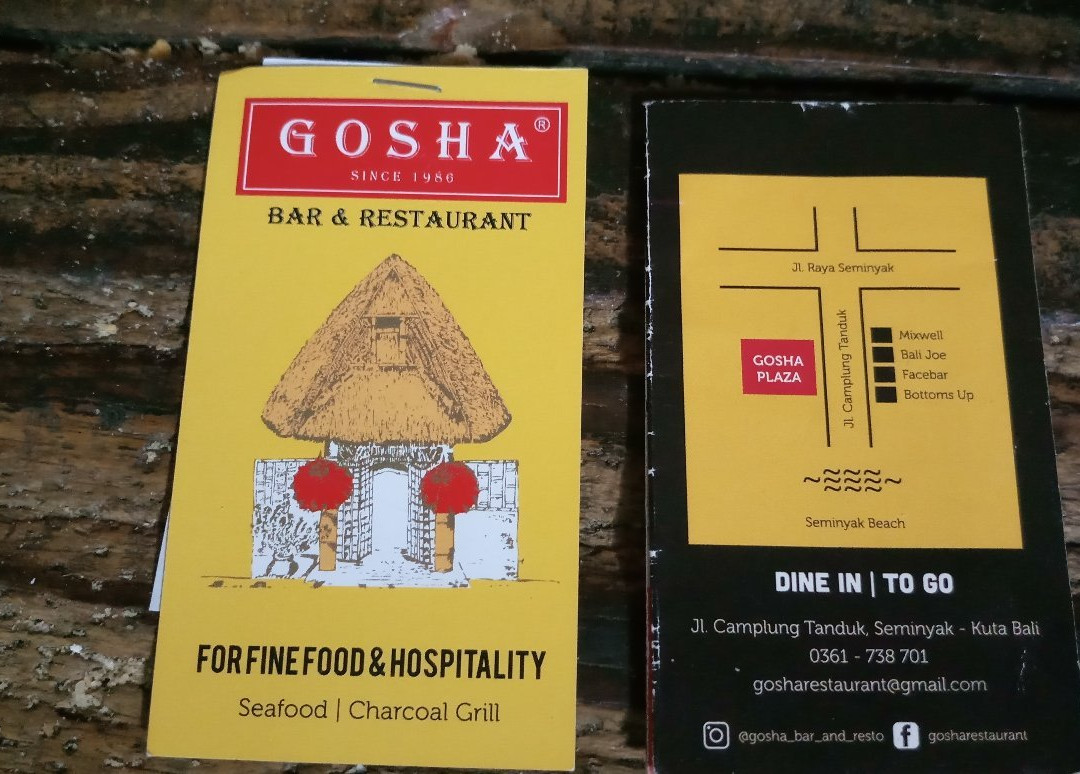 GOSHA®
SINCE 1986
BAR & RESTAURANT
FOR FINE FOOD & HOSPITALITY
Seafood | Charcoal Grill
Jl. Raya Seminyak
Jl. Camplung Tanduk
GOSHA
PLAZA
Mixwell
Bali Joe
Facebar
Bottoms Up
Seminyak Beach
DINE IN | TO GO
Jl. Camplung Tanduk, Seminyak - Kuta Bali
0361 - 738 701
gosharestaurant@gmail.com
@gosha_bar_and_resto gosharestaurant